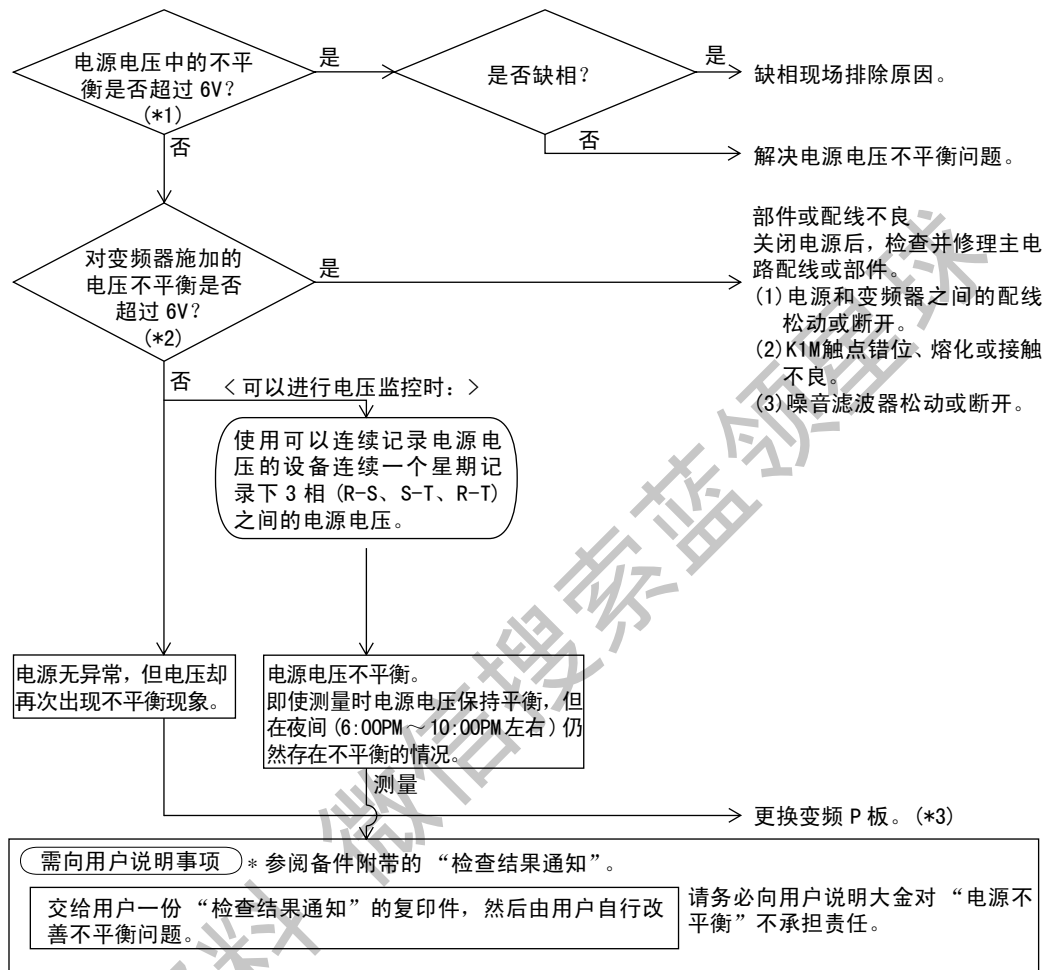 电源电压中的不平
衡是否超过 6V?
(*1)
是
是否缺相?
是
缺相现场排除原因。
否
解决电源电压不平衡问题。
否
对变频器施加的
电压不平衡是否
超过 6V?
(*2)
是
部件或配线不良
关闭电源后，检查并修理主电
路配线或部件。
(1)电源和变频器之间的配线
松动或断开。
(2)K1M触点错位、熔化或接触
不良。
(3)噪音滤波器松动或断开。
否
<可以进行电压监控时：>
使用可以连续记录电源电
压的设备连续一个星期记
录下 3 相 (R-S、S-T、R-T)
之间的电源电压。
电源无异常，但电压却
再次出现不平衡现象。
电源电压不平衡。
即使测量时电源电压保持平衡，但
在夜间 (6:00PM～10:00PM左右) 仍
然存在不平衡的情况。
测量
更换变频 P 板。(*3)
需向用户说明事项 * 参阅备件附带的 “检查结果通知”。
交给用户一份 “检查结果通知”的复印件，然后由用户自行改
善不平衡问题。
请务必向用户说明大金对 “电源不
平衡”不承担责任。
资料 微信搜索蓝领星球